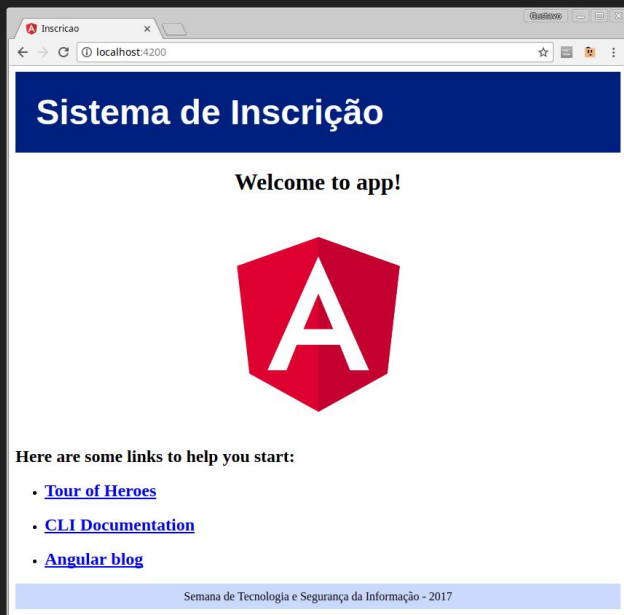 Gustavo
Inscricao
localhost:4200
Sistema de Inscrição
Welcome to app!
A
Here are some links to help you start:
Tour of Heroes
CLI Documentation
Angular blog
Semana de Tecnologia e Segurança da Informação - 2017